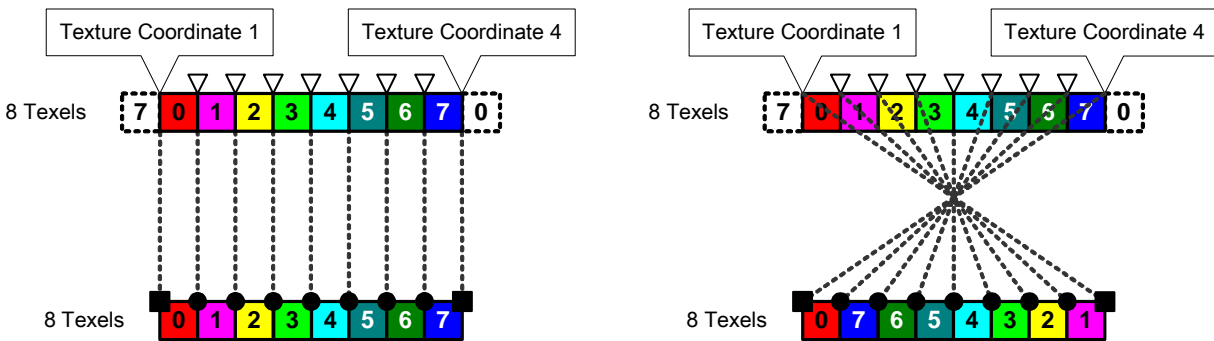 Texture Coordinate 1
Texture Coordinate 4
8 Texels
7 0 1 2 3 4 5 6 7 0
8 Texels
0 1 2 3 4 5 6 7
Texture Coordinate 1
Texture Coordinate 4
8 Texels
7 0 1 2 3 4 5 6 7 0
8 Texels
0 7 6 5 4 3 2 1